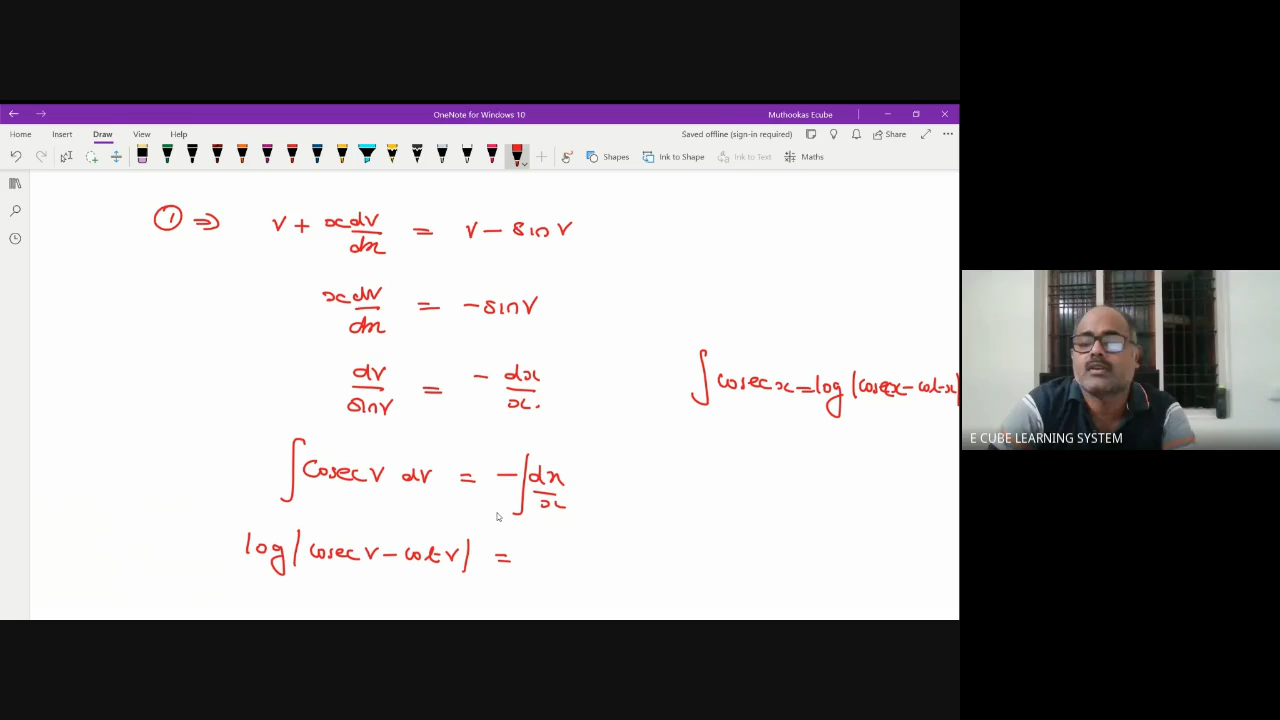 OneNote for Windows 10
Muthookas Ecube
Home Insert Draw View Help
Saved offline (sign-in required) Share
Shapes Ink to Shape Ink to Text Maths
① ⇒ v + x dv/dx = v − sin v
x dv/dx = − sin v
dv/sin v = − dx/x.
∫ cosec x = log |cosec x − cot x|
∫ cosec v dv = − ∫ dx/x
log | cosec v − cot v | =
E CUBE LEARNING SYSTEM